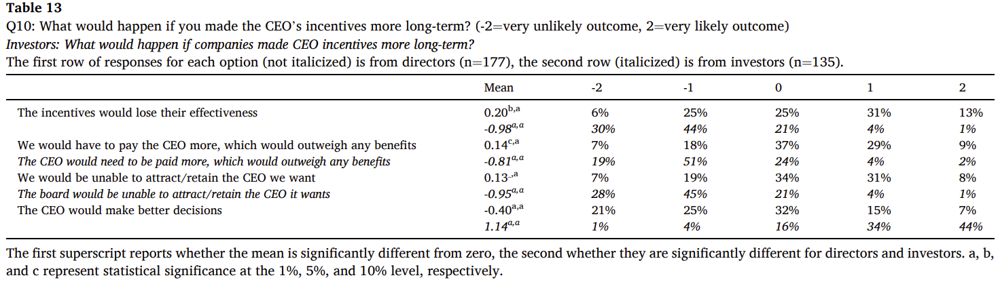 Table 13
Q10: What would happen if you made the CEO’s incentives more long-term? (-2=very unlikely outcome, 2=very likely outcome)
Investors: What would happen if companies made CEO incentives more long-term?
The first row of responses for each option (not italicized) is from directors (n=177), the second row (italicized) is from investors (n=135).
Mean -2 -1 0 1 2
The incentives would lose their effectiveness 0.20b,a 6% 25% 25% 31% 13%
-0.98a,a 30% 44% 21% 4% 1%
We would have to pay the CEO more, which would outweigh any benefits 0.14c,a 7% 18% 37% 29% 9%
The CEO would need to be paid more, which would outweigh any benefits -0.81a,a 19% 51% 24% 4% 2%
We would be unable to attract/retain the CEO we want 0.13_,a 7% 19% 34% 31% 8%
The board would be unable to attract/retain the CEO it wants -0.95a,a 28% 45% 21% 4% 1%
The CEO would make better decisions -0.40a,a 21% 25% 32% 15% 7%
1.14a,a 1% 4% 16% 34% 44%
The first superscript reports whether the mean is significantly different from zero, the second whether they are significantly different for directors and investors. a, b,
and c represent statistical significance at the 1%, 5%, and 10% level, respectively.